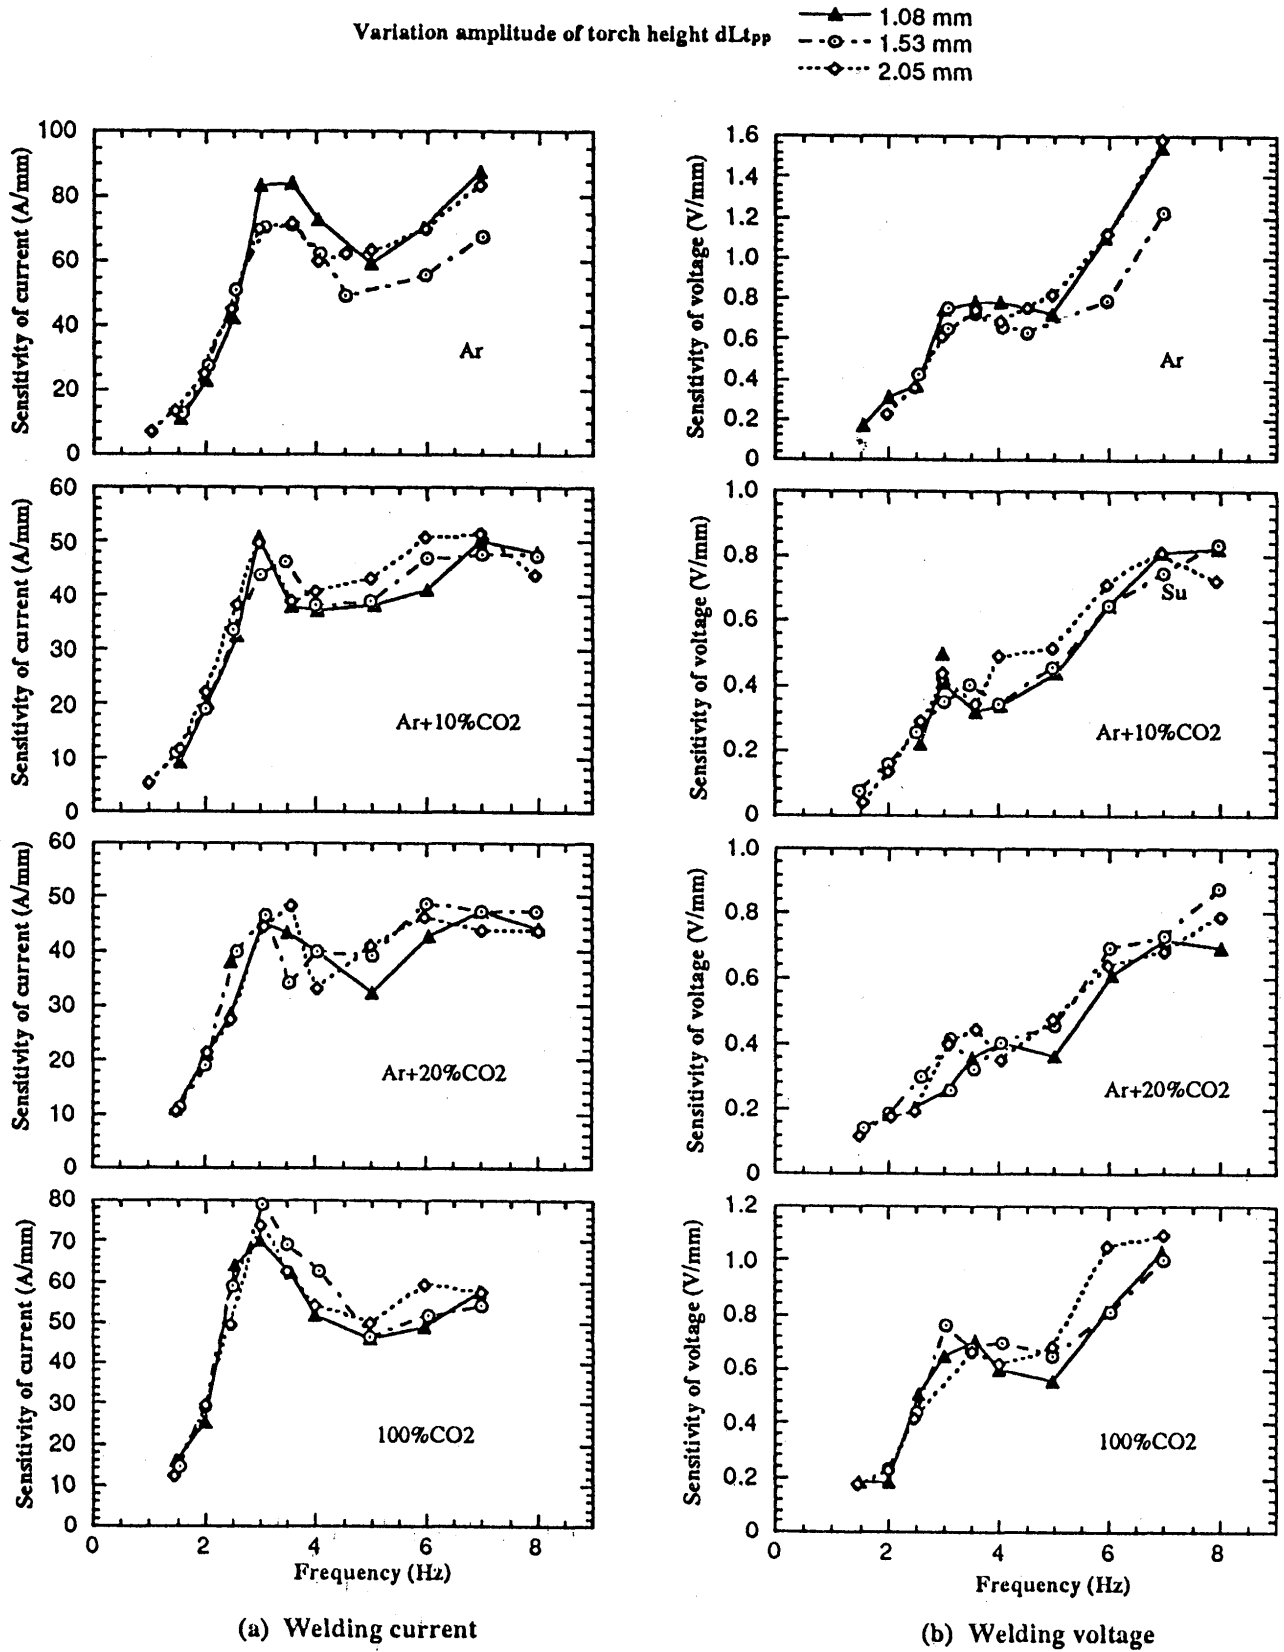 Variation amplitude of torch height dLtpp
1.08 mm
1.53 mm
2.05 mm
Sensitivity of current (A/mm)
100
80
60
40
20
0
Ar
Sensitivity of voltage (V/mm)
1.6
1.4
1.2
1.0
0.8
0.6
0.4
0.2
0
Ar
Sensitivity of current (A/mm)
60
50
40
30
20
10
0
Ar+10%CO2
Sensitivity of voltage (V/mm)
1.0
0.8
0.6
0.4
0.2
0
Su
Ar+10%CO2
Sensitivity of current (A/mm)
60
50
40
30
20
10
0
Ar+20%CO2
Sensitivity of voltage (V/mm)
1.0
0.8
0.6
0.4
0.2
0
Ar+20%CO2
Sensitivity of current (A/mm)
80
70
60
50
40
30
20
10
0
100%CO2
0 2 4 6 8
Frequency (Hz)
Sensitivity of voltage (V/mm)
1.2
1.0
0.8
0.6
0.4
0.2
0
100%CO2
0 2 4 6 8
Frequency (Hz)
(a) Welding current
(b) Welding voltage